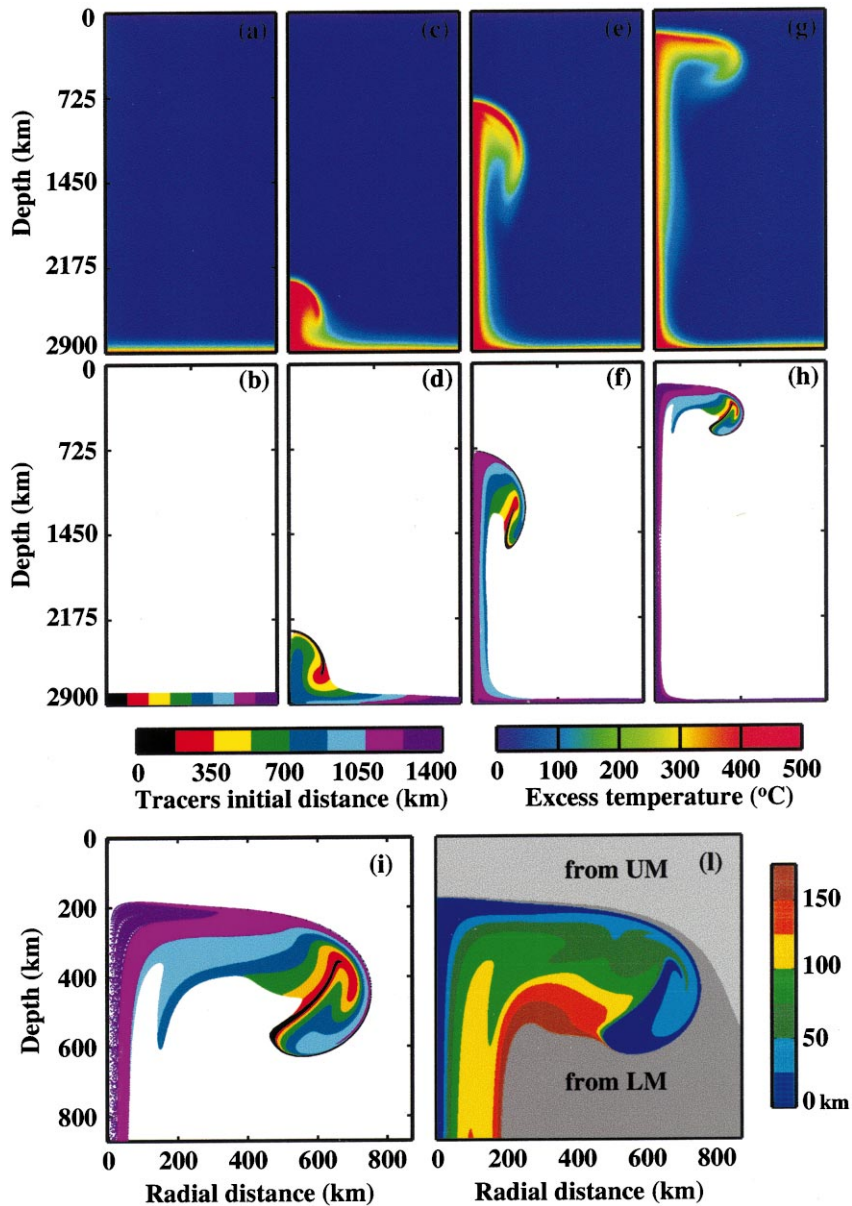 0
(a)
(c)
(e)
(g)
725
1450
2175
2900
Depth (km)
0
(b)
(d)
(f)
(h)
725
1450
2175
2900
Depth (km)
0 350 700 1050 1400
Tracers initial distance (km)
0 100 200 300 400 500
Excess temperature (°C)
0
200
400
600
800
Depth (km)
(i)
0 200 400 600 800
Radial distance (km)
(l)
from UM
from LM
0 200 400 600 800
Radial distance (km)
150
100
50
0 km